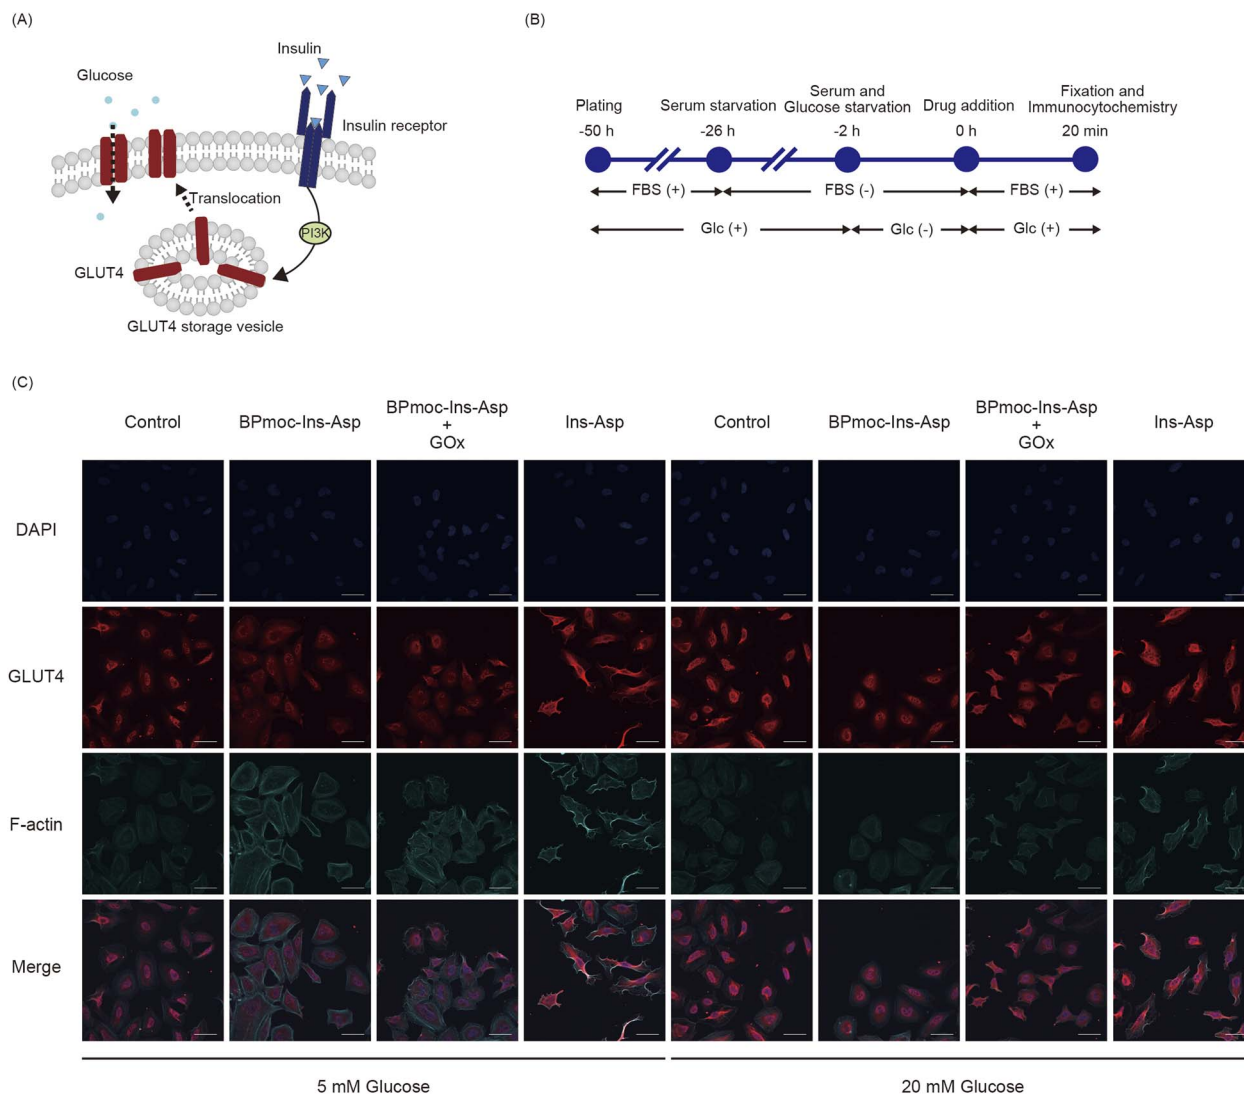 (A)
Insulin
Glucose
Insulin receptor
Translocation
PI3K
GLUT4
GLUT4 storage vesicle
(B)
Plating
Serum starvation
Serum and
Glucose starvation
Drug addition
Fixation and
Immunocytochemistry
-50 h
-26 h
-2 h
0 h
20 min
FBS (+)
FBS (-)
FBS (+)
Glc (+)
Glc (-)
Glc (+)
(C)
Control
BPmoc-Ins-Asp
BPmoc-Ins-Asp
+
GOx
Ins-Asp
Control
BPmoc-Ins-Asp
BPmoc-Ins-Asp
+
GOx
Ins-Asp
DAPI
GLUT4
F-actin
Merge
5 mM Glucose
20 mM Glucose